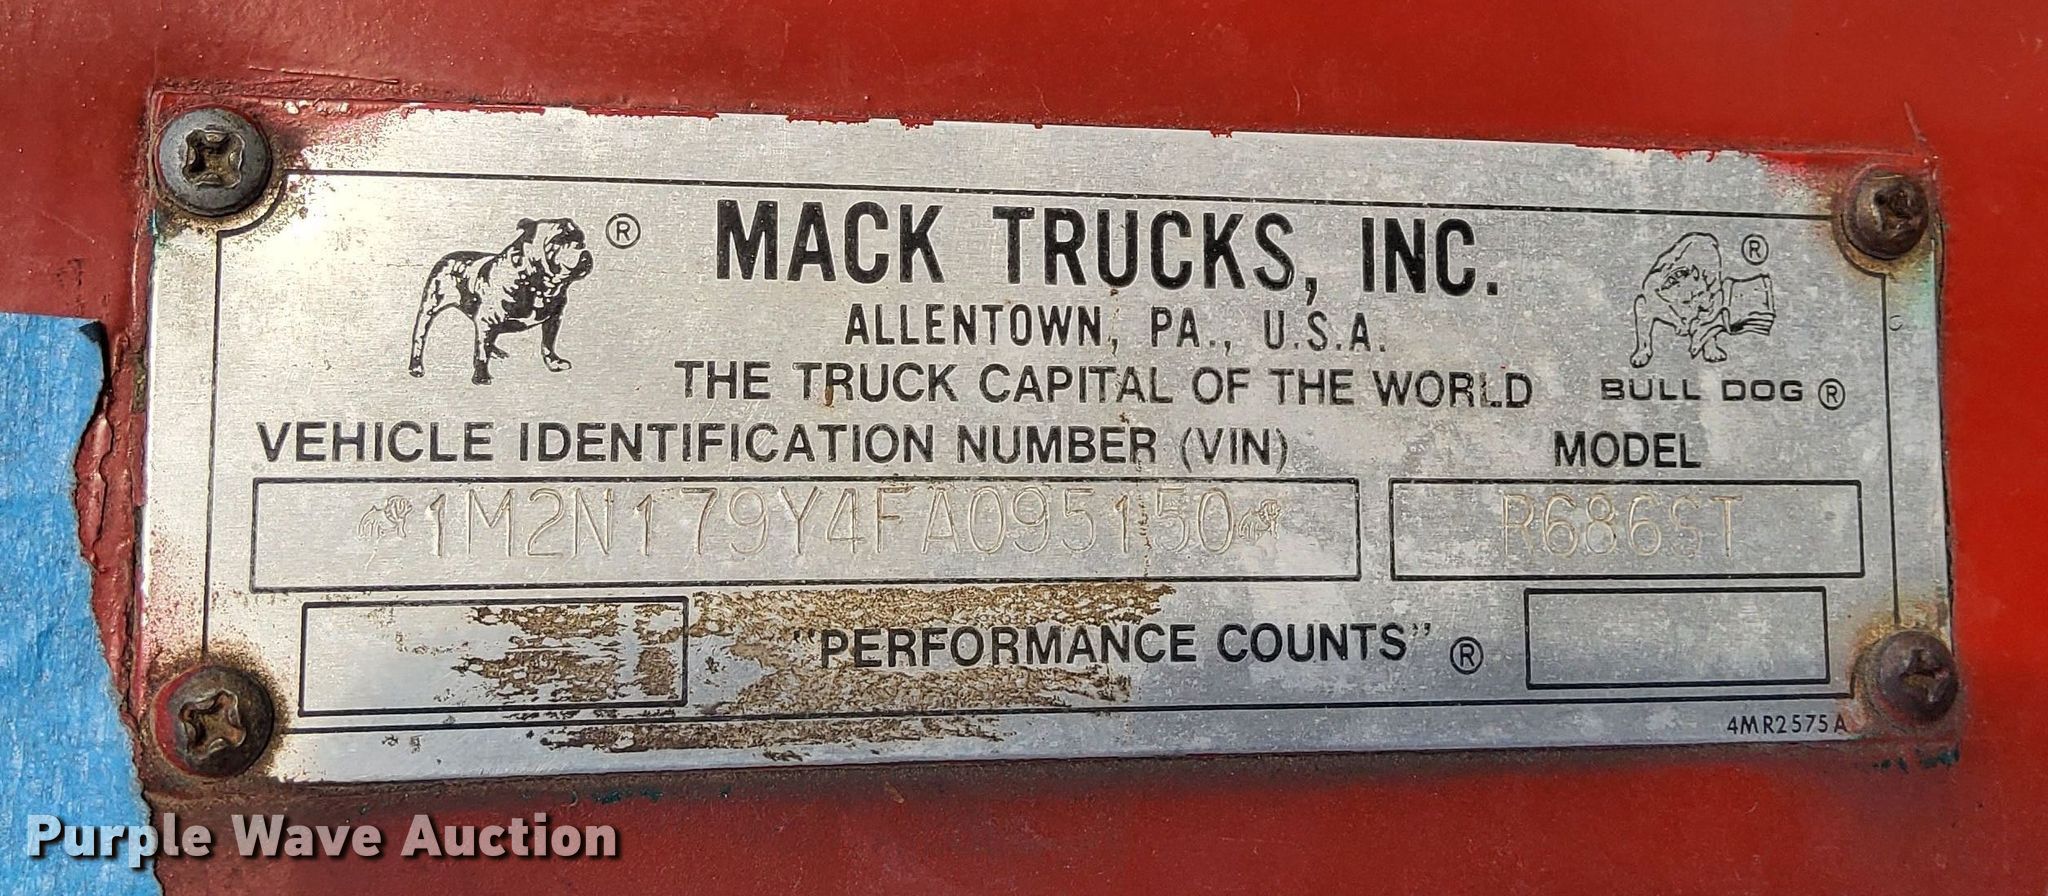 ®
MACK TRUCKS, INC.
®
ALLENTOWN, PA., U.S.A.
THE TRUCK CAPITAL OF THE WORLD
BULL DOG ®
VEHICLE IDENTIFICATION NUMBER (VIN)
MODEL
1M2N179Y4FA095150
R686ST
"PERFORMANCE COUNTS" ®
4MR2575A
Purple Wave Auction